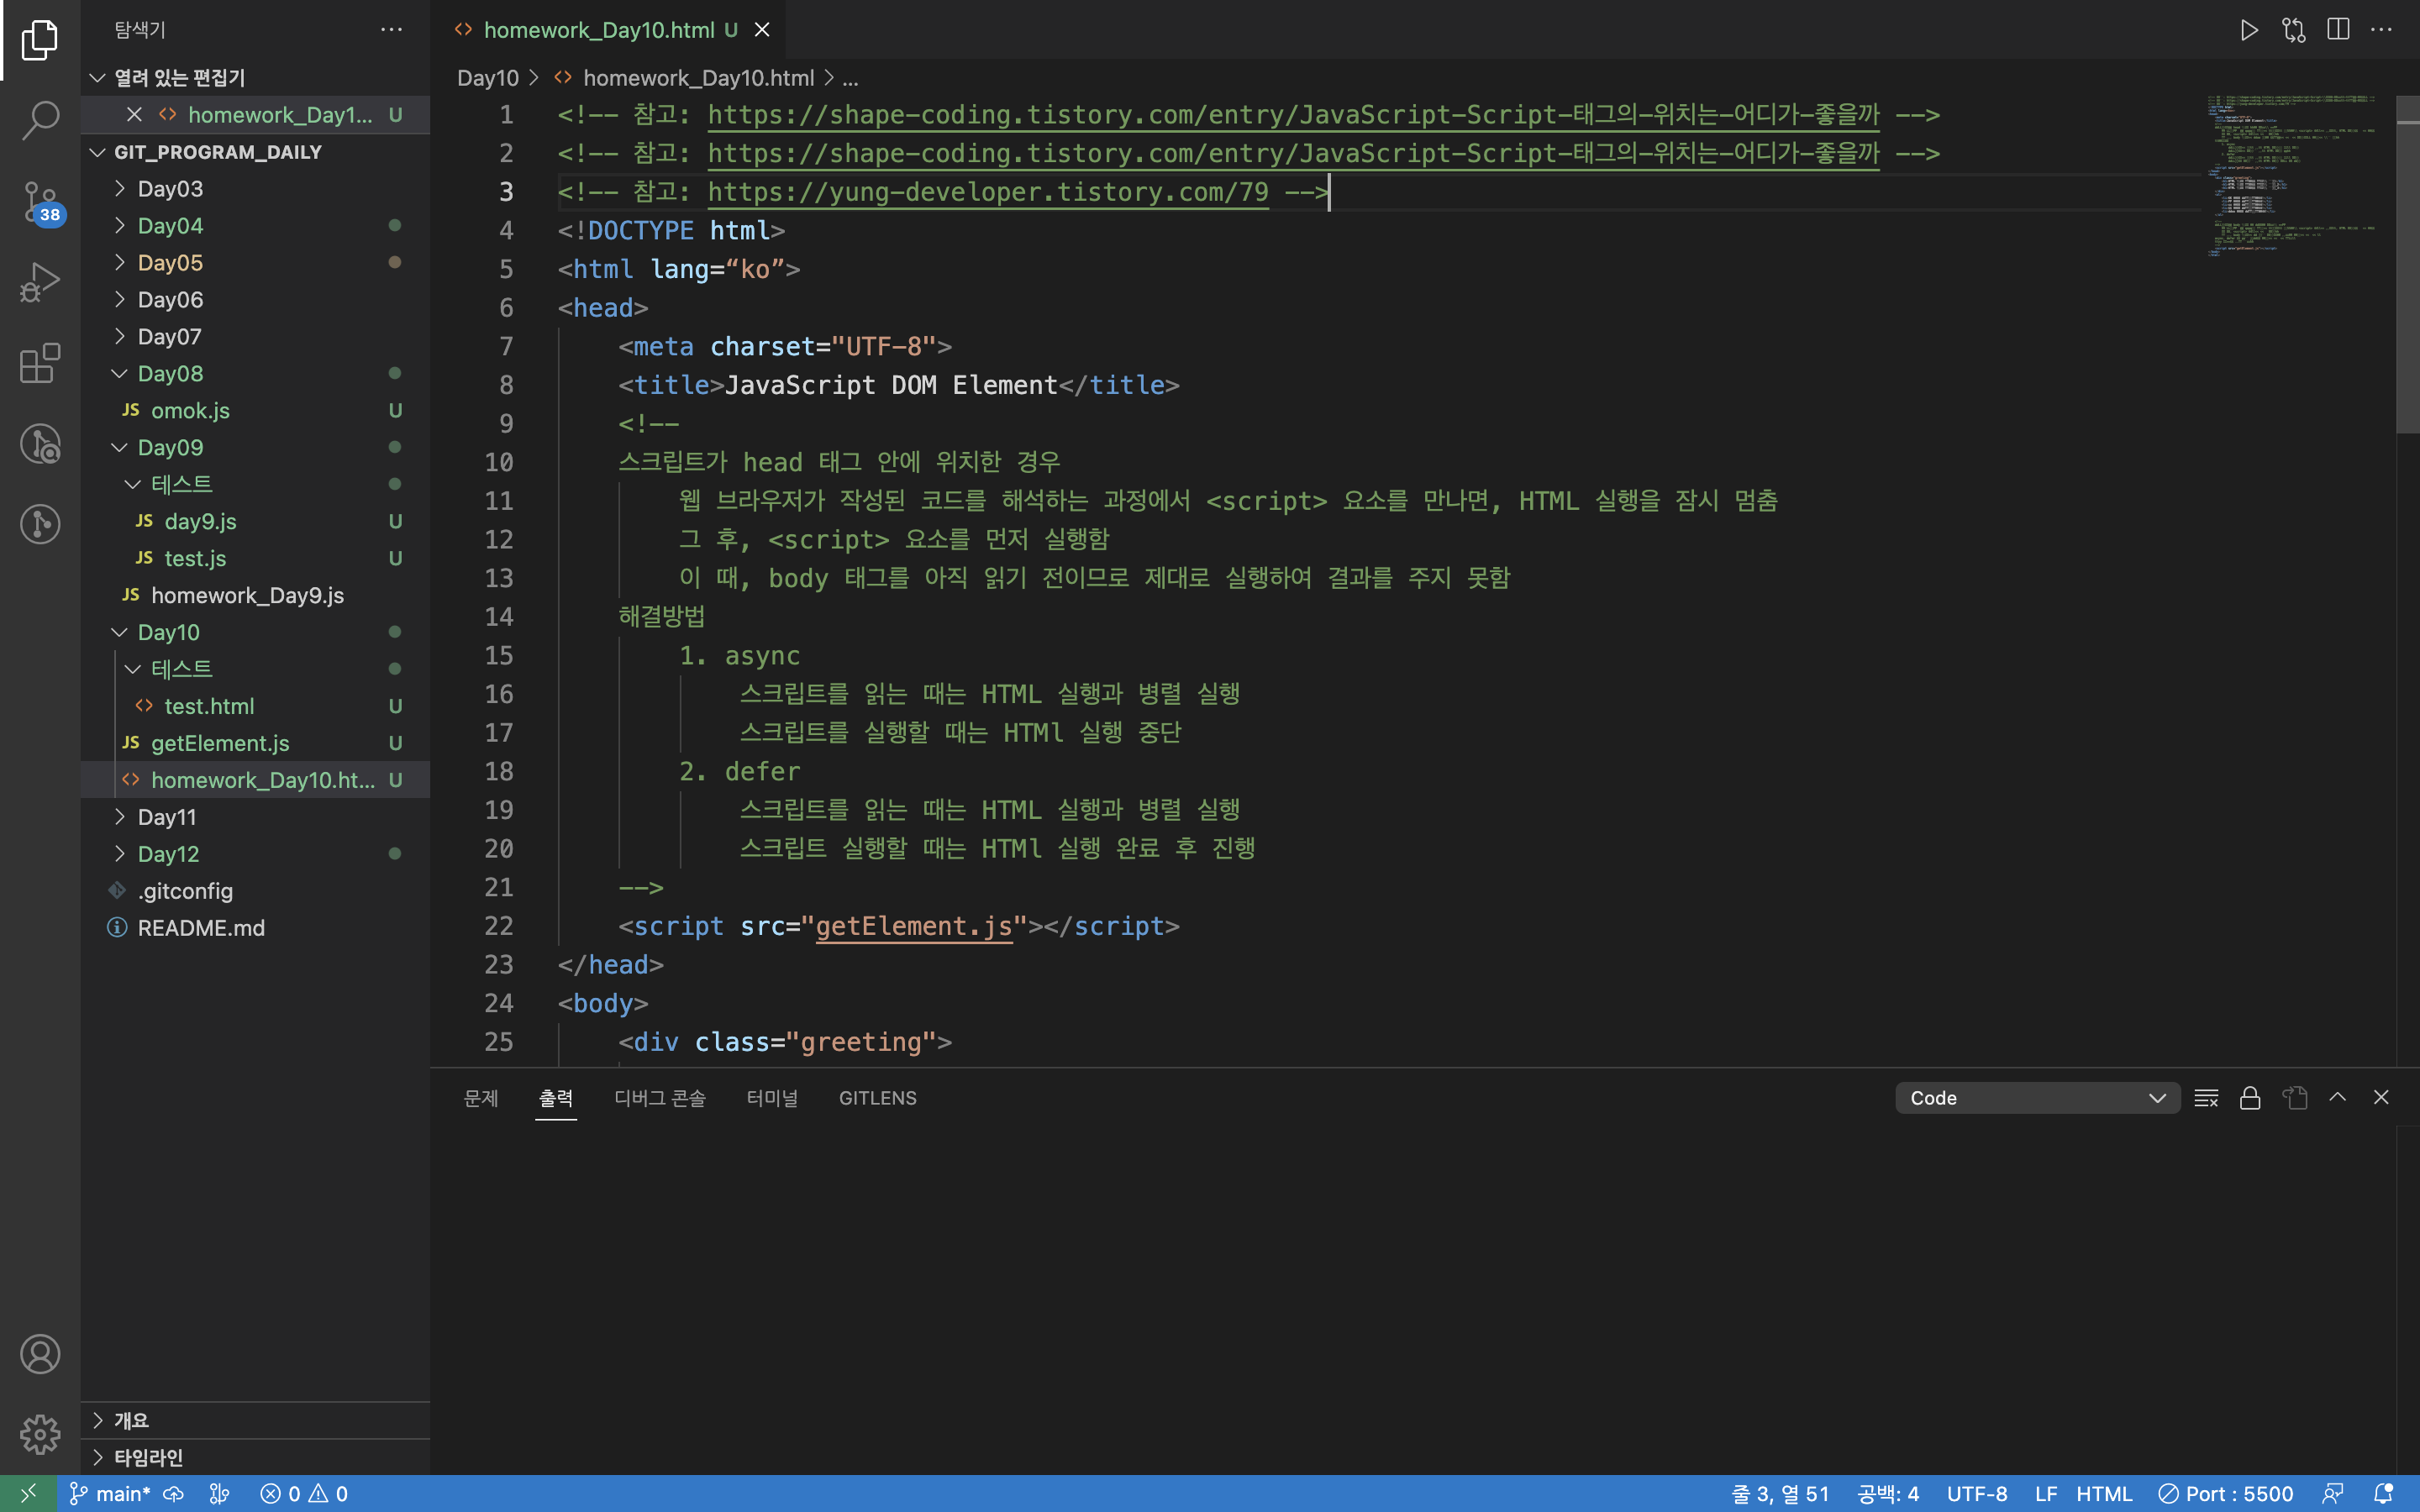 탐색기
열려 있는 편집기
homework_Day1... U
GIT_PROGRAM_DAILY
Day03
Day04
Day05
Day06
Day07
Day08
JS omok.js U
Day09
테스트
JS day9.js U
JS test.js U
JS homework_Day9.js
Day10
테스트
test.html U
JS getElement.js U
homework_Day10.ht... U
Day11
Day12
.gitconfig
README.md
개요
타임라인
38
homework_Day10.html U
Day10 > homework_Day10.html > ...
1 <!-- 참고: https://shape-coding.tistory.com/entry/JavaScript-Script-태그의-위치는-어디가-좋을까 -->
2 <!-- 참고: https://shape-coding.tistory.com/entry/JavaScript-Script-태그의-위치는-어디가-좋을까 -->
3 <!-- 참고: https://yung-developer.tistory.com/79 -->
4 <!DOCTYPE html>
5 <html lang=“ko”>
6 <head>
7 <meta charset="UTF-8">
8 <title>JavaScript DOM Element</title>
9 <!--
10 스크립트가 head 태그 안에 위치한 경우
11 웹 브라우저가 작성된 코드를 해석하는 과정에서 <script> 요소를 만나면, HTML 실행을 잠시 멈춤
12 그 후, <script> 요소를 먼저 실행함
13 이 때, body 태그를 아직 읽기 전이므로 제대로 실행하여 결과를 주지 못함
14 해결방법
15 1. async
16 스크립트를 읽는 때는 HTML 실행과 병렬 실행
17 스크립트를 실행할 때는 HTMl 실행 중단
18 2. defer
19 스크립트를 읽는 때는 HTML 실행과 병렬 실행
20 스크립트 실행할 때는 HTMl 실행 완료 후 진행
21 -->
22 <script src="getElement.js"></script>
23 </head>
24 <body>
25 <div class="greeting">
문제 출력 디버그 콘솔 터미널 GITLENS
Code
main* 0 0 줄 3, 열 51 공백: 4 UTF-8 LF HTML Port : 5500